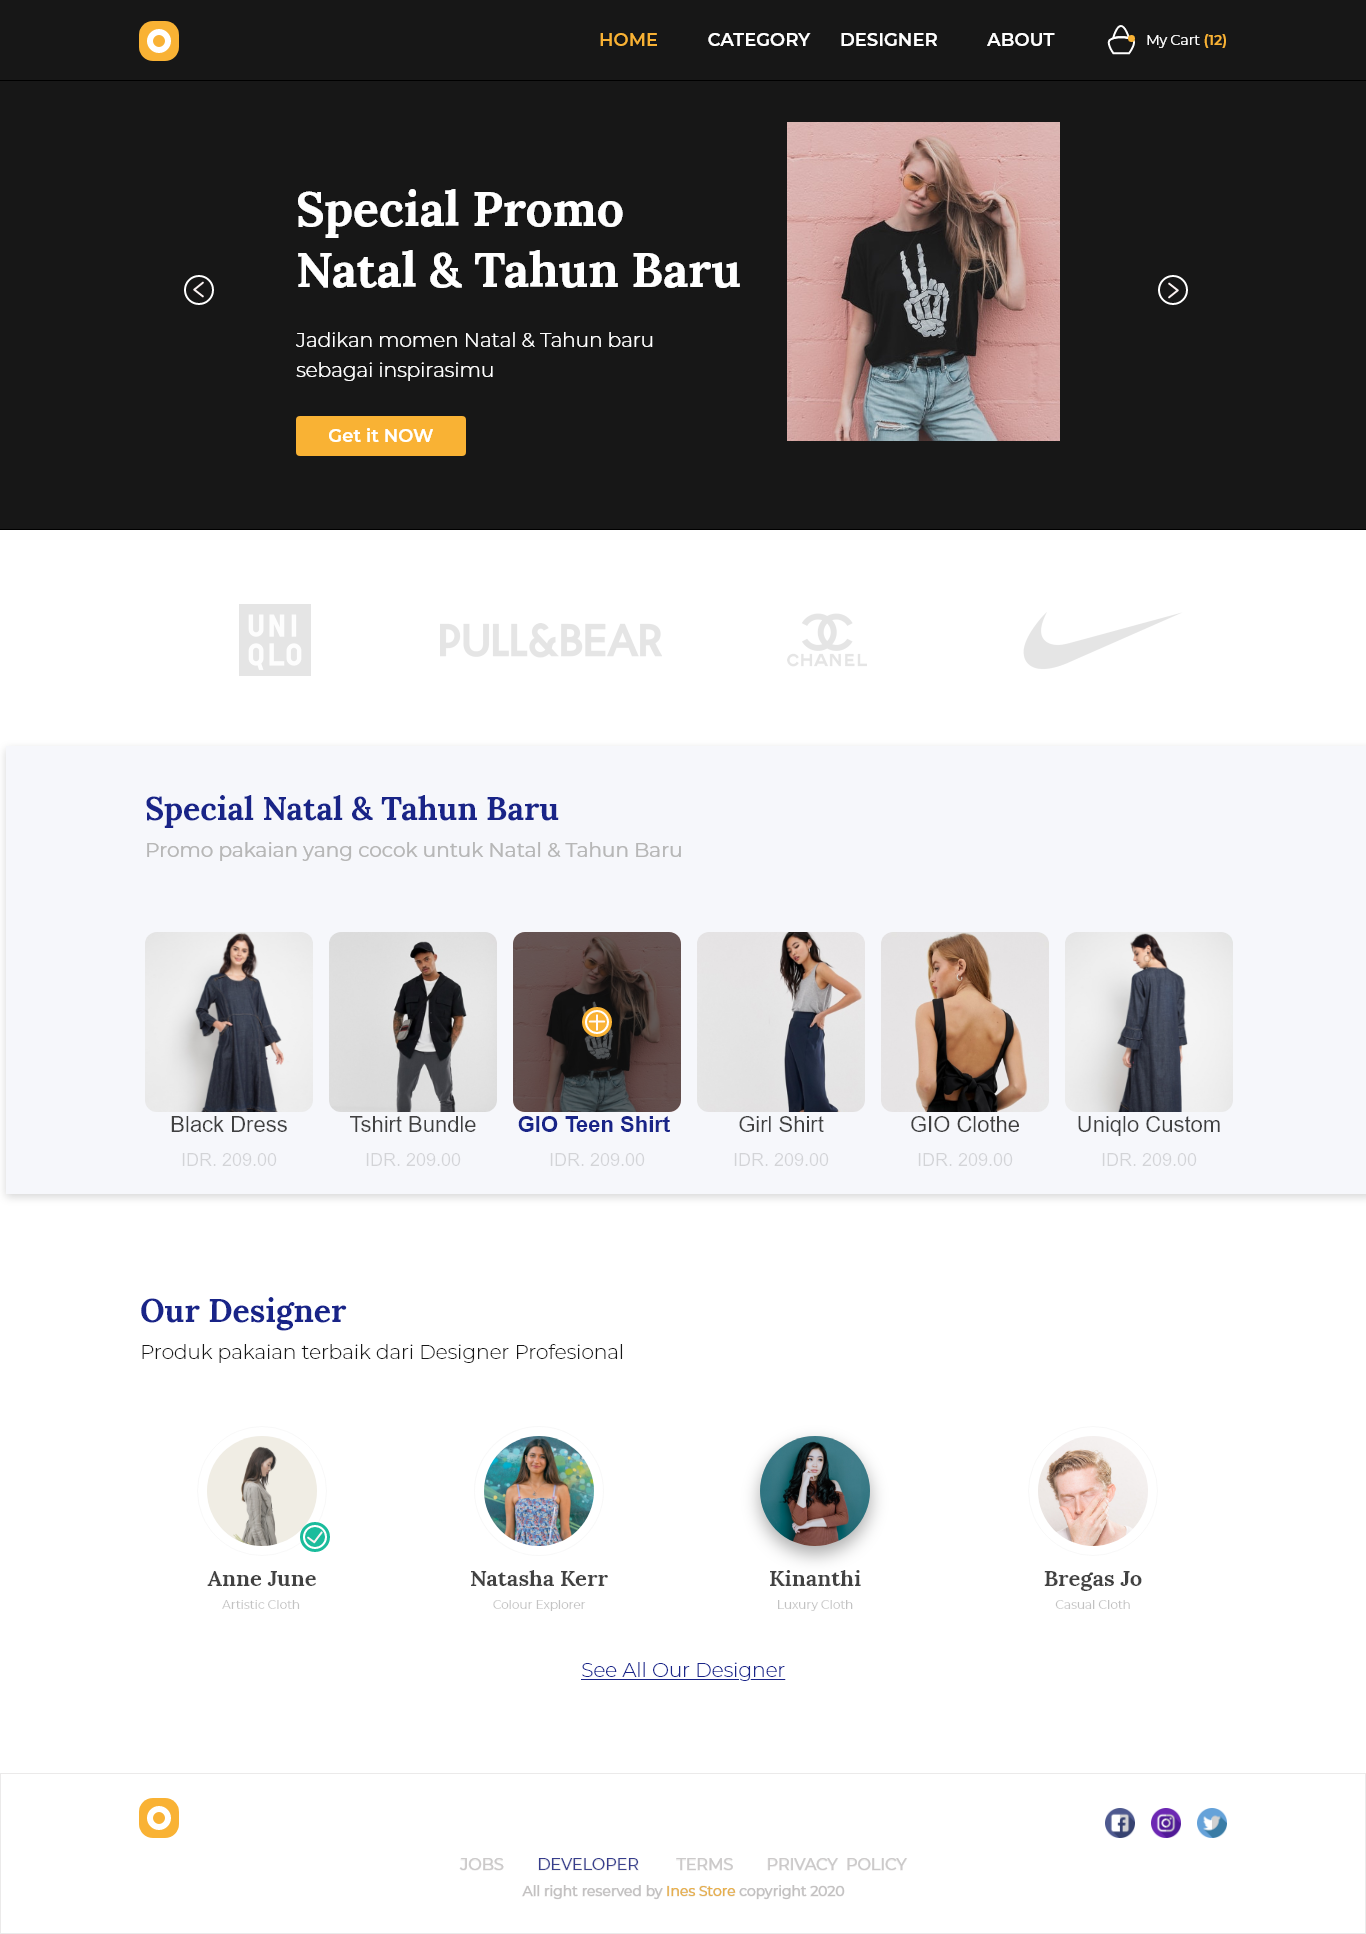 HOME CATEGORY DESIGNER ABOUT My Cart (12)
Special Promo
Natal & Tahun Baru
Jadikan momen Natal & Tahun baru
sebagai inspirasimu
Get it NOW
UNI
QLO
PULL&BEAR
CHANEL
Special Natal & Tahun Baru
Promo pakaian yang cocok untuk Natal & Tahun Baru
Black Dress Tshirt Bundle GIO Teen Shirt Girl Shirt GIO Clothe Uniqlo Custom
IDR. 209.00 IDR. 209.00 IDR. 209.00 IDR. 209.00 IDR. 209.00 IDR. 209.00
Our Designer
Produk pakaian terbaik dari Designer Profesional
Anne June Natasha Kerr Kinanthi Bregas Jo
Artistic Cloth Colour Explorer Luxury Cloth Casual Cloth
See All Our Designer
JOBS DEVELOPER TERMS PRIVACY POLICY
All right reserved by Ines Store copyright 2020